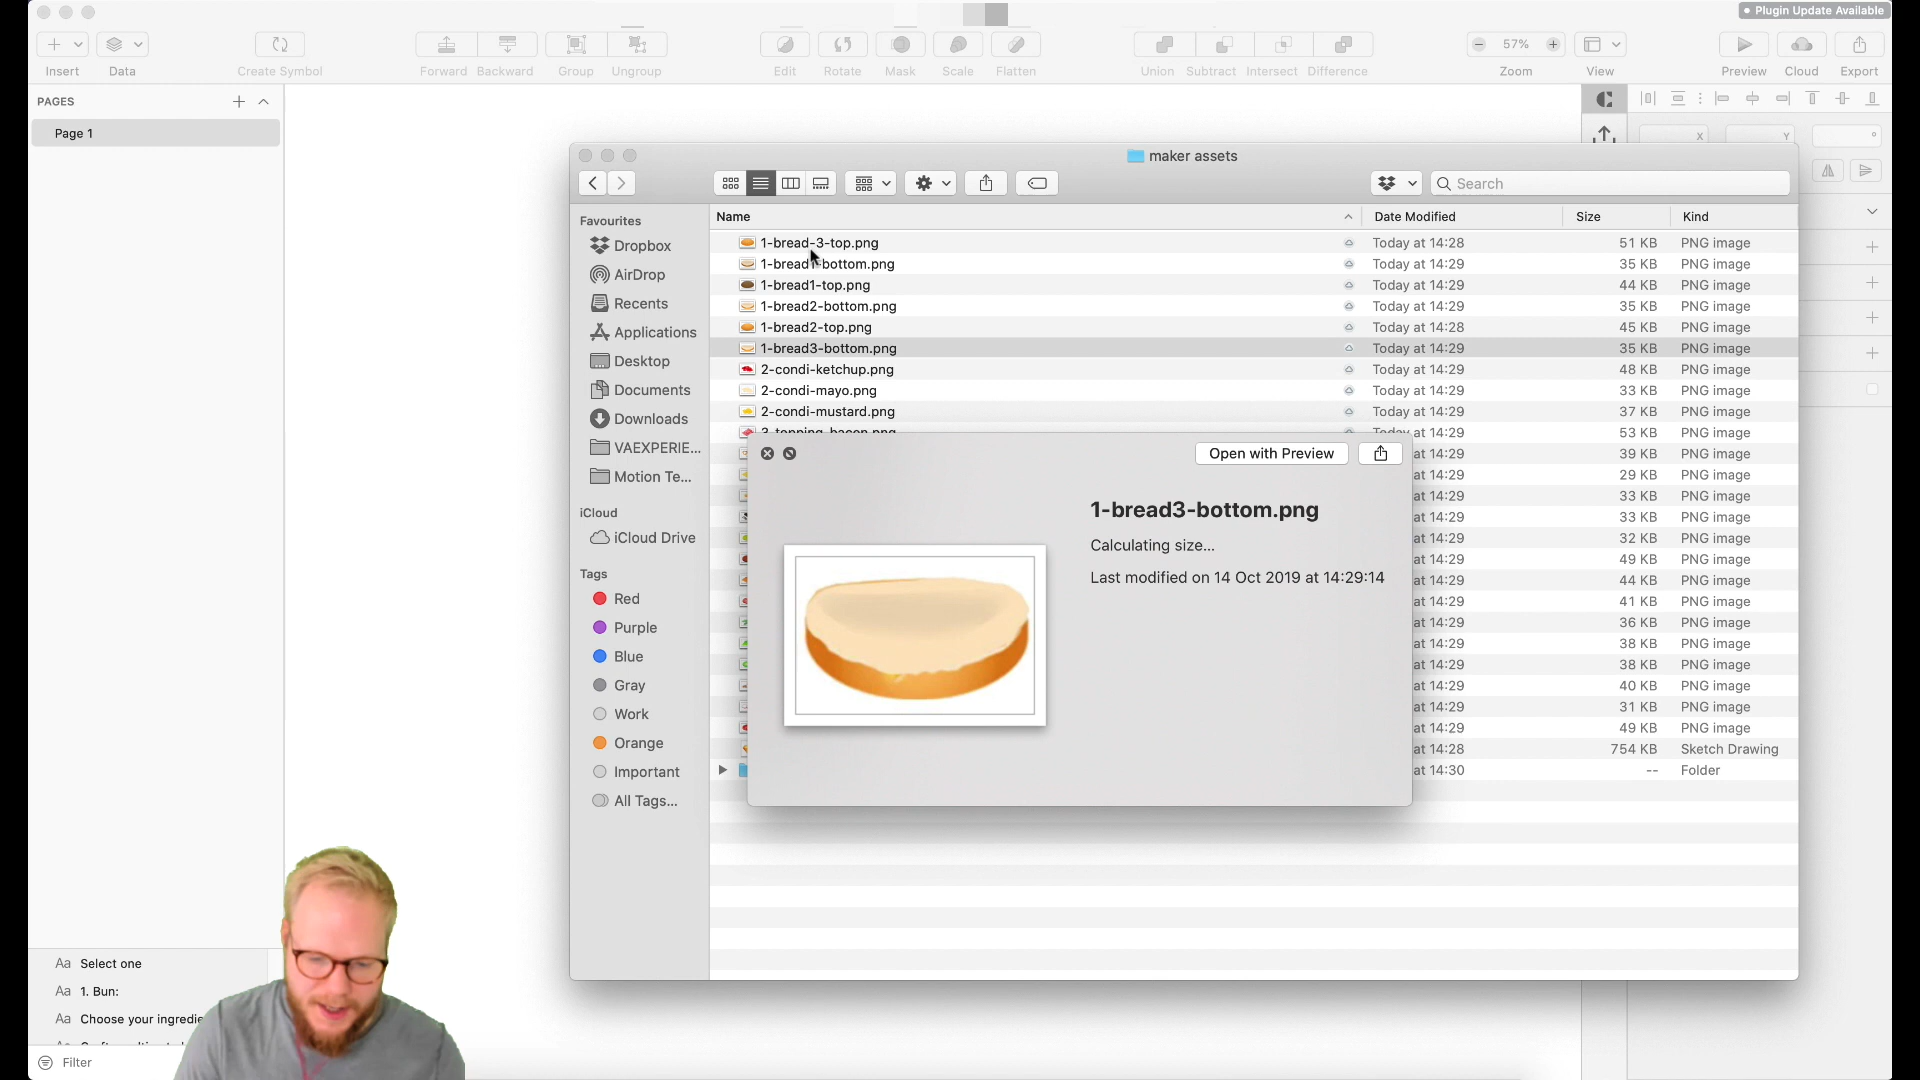 Plugin Update Available
57%
Insert Data Create Symbol Forward Backward Group Ungroup Edit Rotate Mask Scale Flatten Union Subtract Intersect Difference Zoom View Preview Cloud Export
PAGES
Page 1
X Y °
maker assets
Search
Name Date Modified Size Kind
Favourites
Dropbox
AirDrop
Recents
Applications
Desktop
Documents
Downloads
VAEXPERIE...
Motion Te...
iCloud
iCloud Drive
Tags
Red
Purple
Blue
Gray
Work
Orange
Important
All Tags...
1-bread-3-top.png Today at 14:28 51 KB PNG image
1-bread1-bottom.png Today at 14:29 35 KB PNG image
1-bread1-top.png Today at 14:29 44 KB PNG image
1-bread2-bottom.png Today at 14:29 35 KB PNG image
1-bread2-top.png Today at 14:28 45 KB PNG image
1-bread3-bottom.png Today at 14:29 35 KB PNG image
2-condi-ketchup.png Today at 14:29 48 KB PNG image
2-condi-mayo.png Today at 14:29 33 KB PNG image
2-condi-mustard.png Today at 14:29 37 KB PNG image
3-topping-bacon.png Today at 14:29 53 KB PNG image
at 14:29 39 KB PNG image
at 14:29 29 KB PNG image
at 14:29 33 KB PNG image
at 14:29 33 KB PNG image
at 14:29 32 KB PNG image
at 14:29 49 KB PNG image
at 14:29 44 KB PNG image
at 14:29 41 KB PNG image
at 14:29 36 KB PNG image
at 14:29 38 KB PNG image
at 14:29 38 KB PNG image
at 14:29 40 KB PNG image
at 14:29 31 KB PNG image
at 14:29 49 KB PNG image
at 14:28 754 KB Sketch Drawing
at 14:30 -- Folder
Open with Preview
1-bread3-bottom.png
Calculating size...
Last modified on 14 Oct 2019 at 14:29:14
Aa Select one
Aa 1. Bun:
Aa Choose your ingredie
Filter